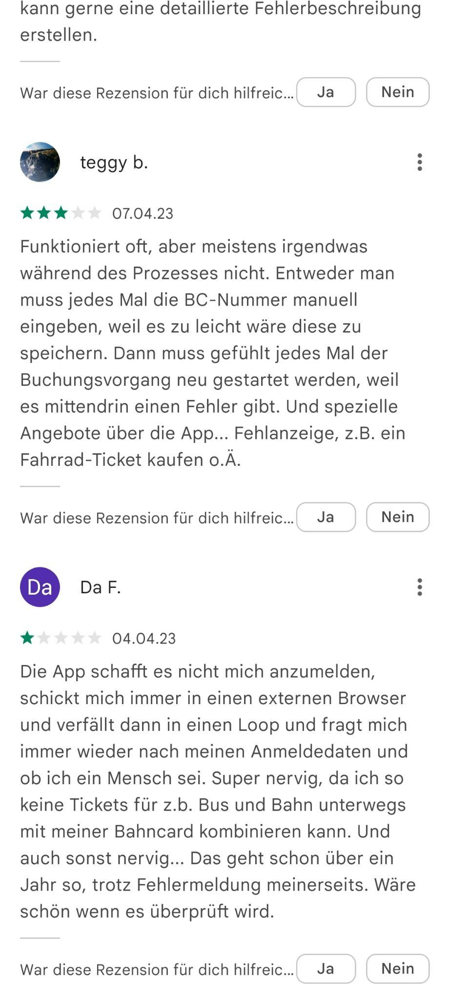 kann gerne eine detaillierte Fehlerbeschreibung
erstellen.
War diese Rezension für dich hilfreic... Ja Nein
teggy b.
07.04.23
Funktioniert oft, aber meistens irgendwas
während des Prozesses nicht. Entweder man
muss jedes Mal die BC-Nummer manuell
eingeben, weil es zu leicht wäre diese zu
speichern. Dann muss gefühlt jedes Mal der
Buchungsvorgang neu gestartet werden, weil
es mittendrin einen Fehler gibt. Und spezielle
Angebote über die App... Fehlanzeige, z.B. ein
Fahrrad-Ticket kaufen o.Ä.
War diese Rezension für dich hilfreic... Ja Nein
Da Da F.
04.04.23
Die App schafft es nicht mich anzumelden,
schickt mich immer in einen externen Browser
und verfällt dann in einen Loop und fragt mich
immer wieder nach meinen Anmeldedaten und
ob ich ein Mensch sei. Super nervig, da ich so
keine Tickets für z.b. Bus und Bahn unterwegs
mit meiner Bahncard kombinieren kann. Und
auch sonst nervig... Das geht schon über ein
Jahr so, trotz Fehlermeldung meinerseits. Wäre
schön wenn es überprüft wird.
War diese Rezension für dich hilfreic... Ja Nein